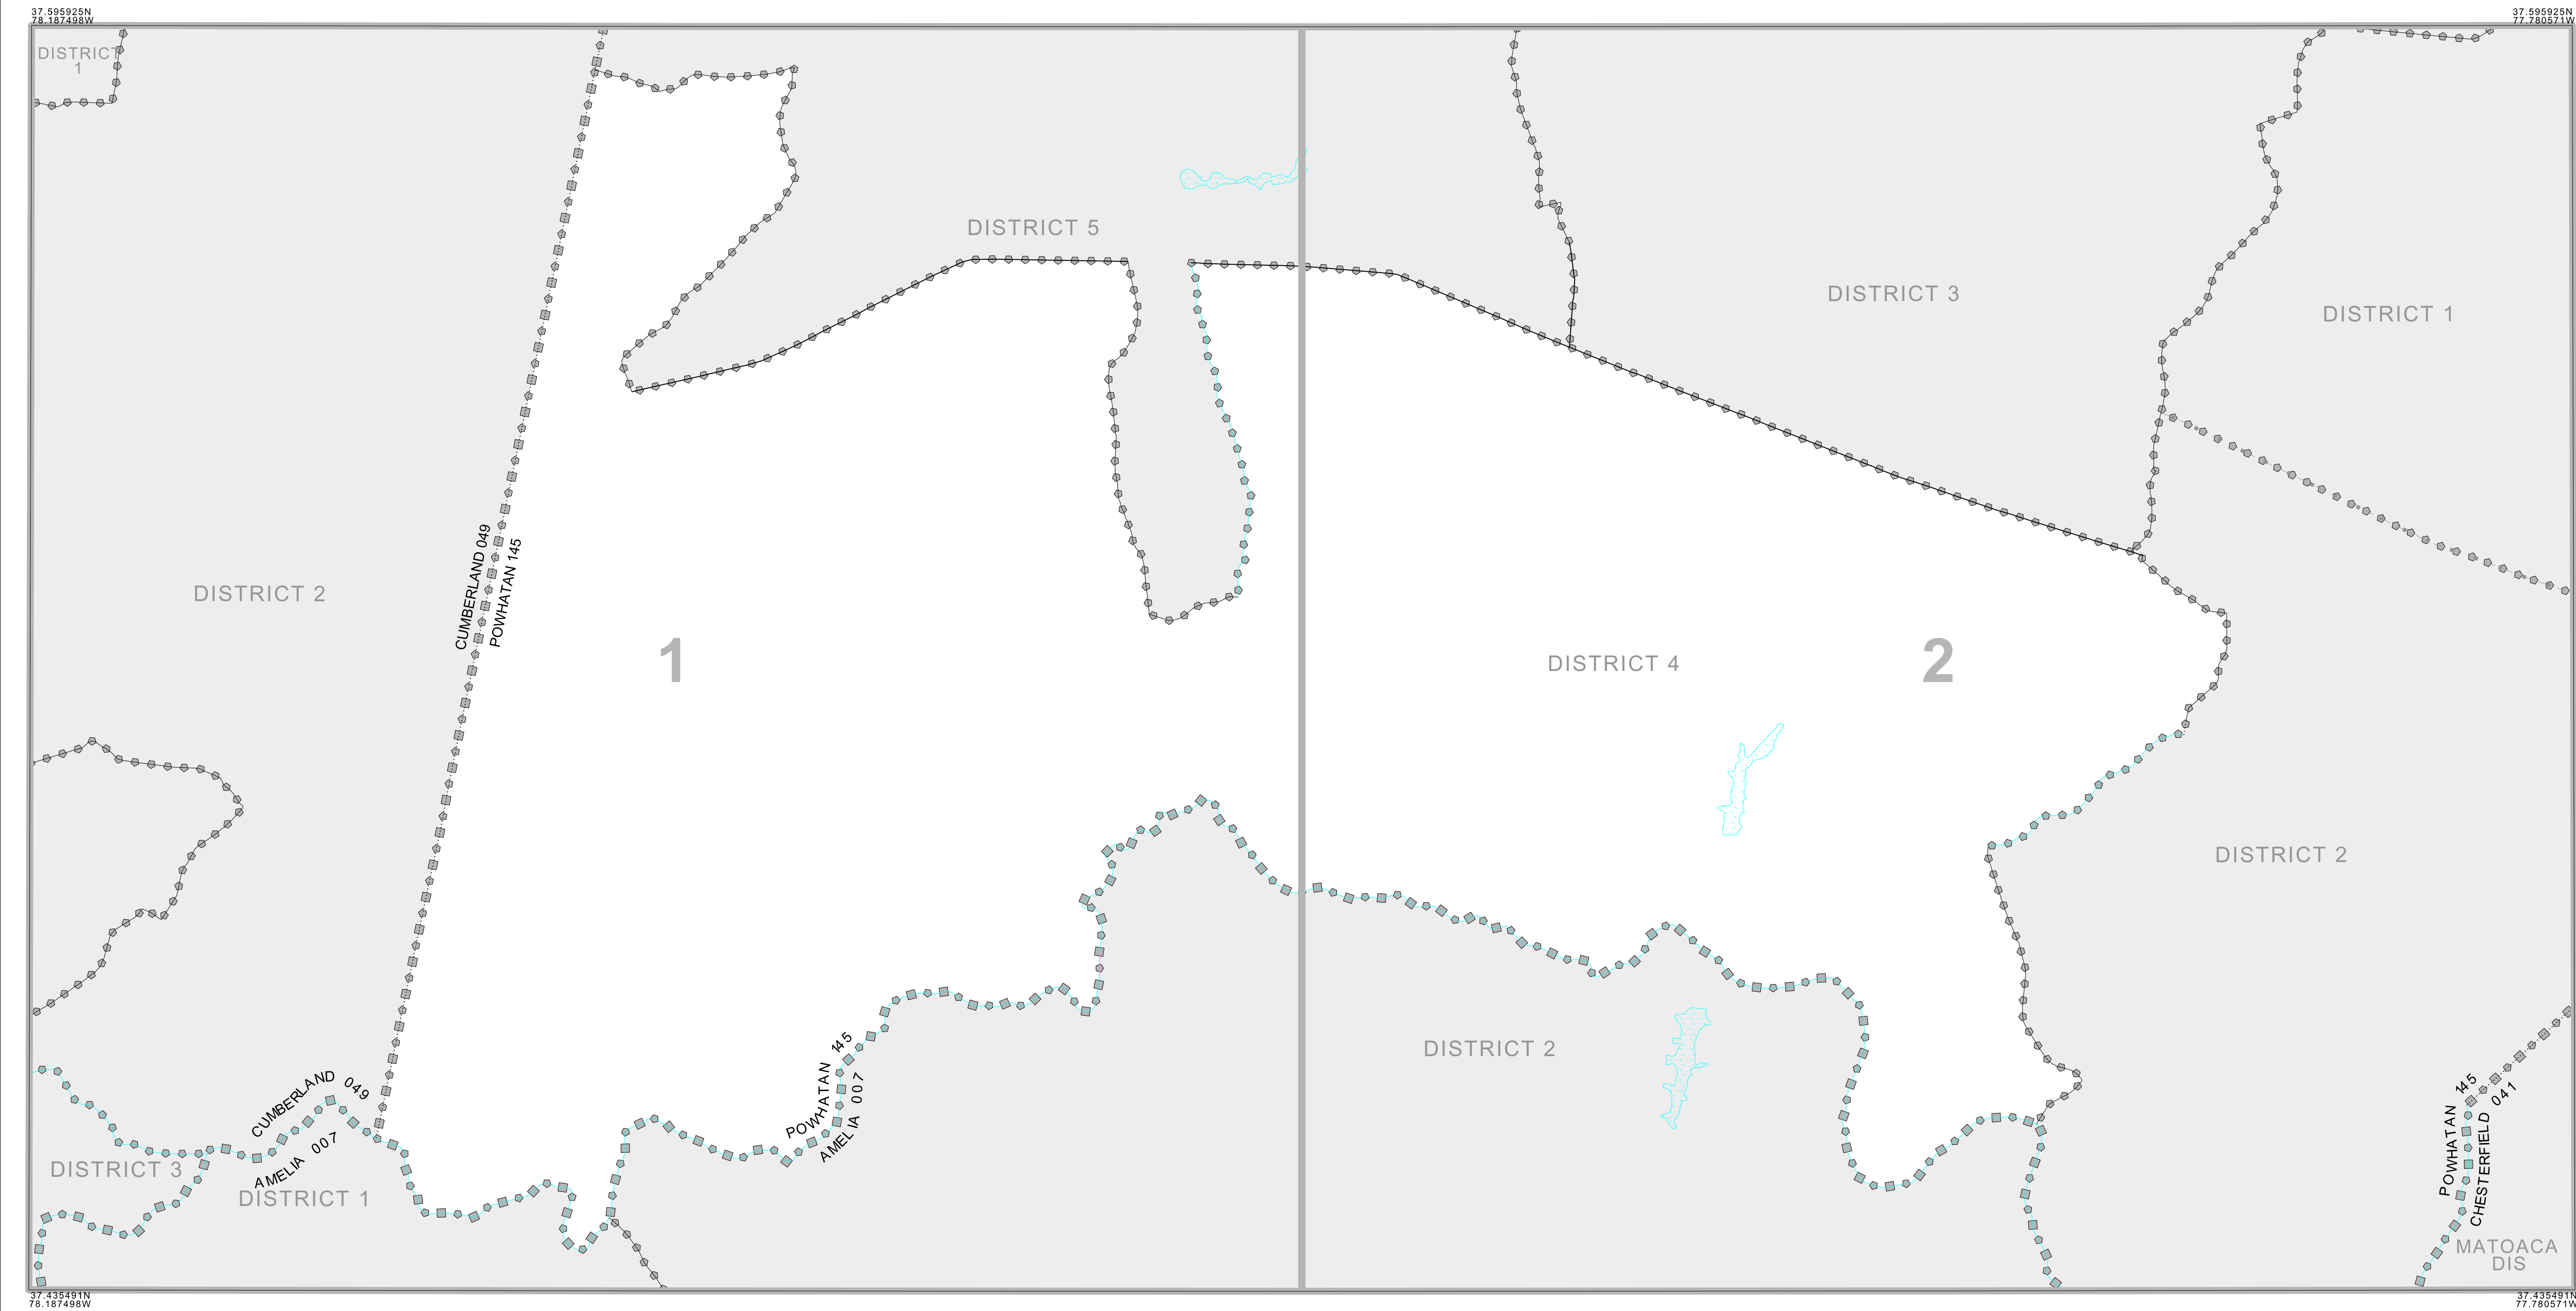 37.595925N
78.187498W
37.595925N
77.780571W
DISTRICT
1
DISTRICT 5
DISTRICT 3
DISTRICT 1
CUMBERLAND 049
POWHATAN 145
DISTRICT 2
1
DISTRICT 4
2
DISTRICT 2
DISTRICT 2
CUMBERLAND 049
AMELIA 007
POWHATAN 145
AMELIA 007
POWHATAN 145
CHESTERFIELD 041
DISTRICT 3
DISTRICT 1
MATOACA
DIS
37.435491N
78.187498W
37.435491N
77.780571W